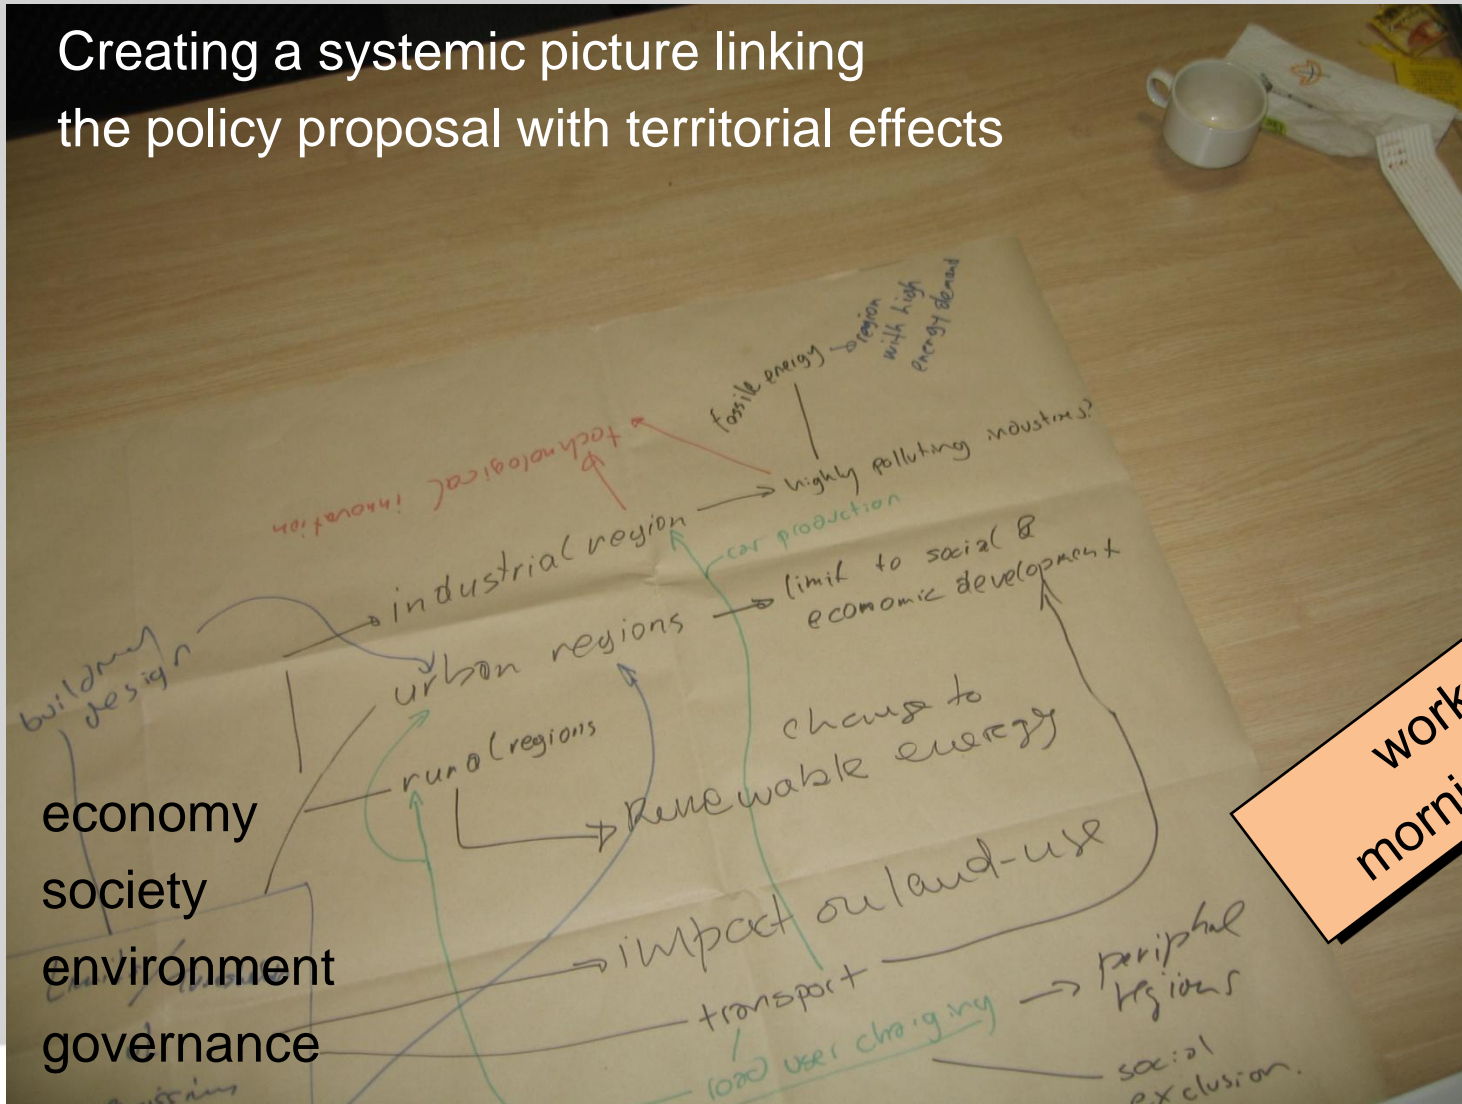 Creating a systemic picture linking
the policy proposal with territorial effects
region
with high
energy demand
fossile energy
technological innovation
highly polluting industries?
industrial region
car production
limit to social &
economic development
building
design
urban regions
rural regions
change to
Renewable energy
impact on land-use
transport
road user charging
periphal
regions
social
exclusion.
economy
society
environment
governance
work
morni